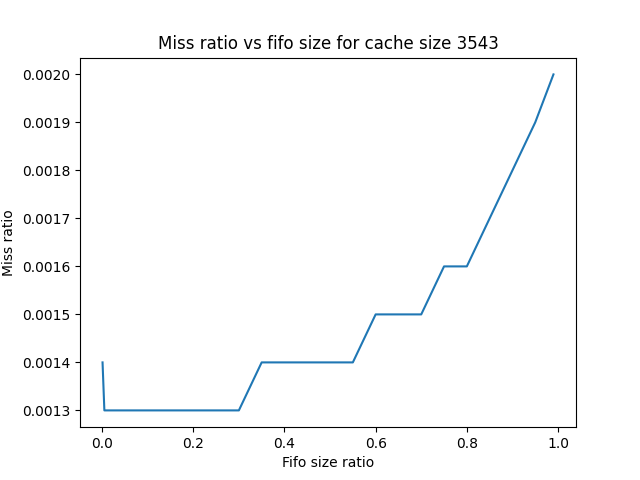 Miss ratio vs fifo size for cache size 3543
0.0020
0.0019
0.0018
0.0017
0.0016
0.0015
0.0014
0.0013
Miss ratio
0.0 0.2 0.4 0.6 0.8 1.0
Fifo size ratio